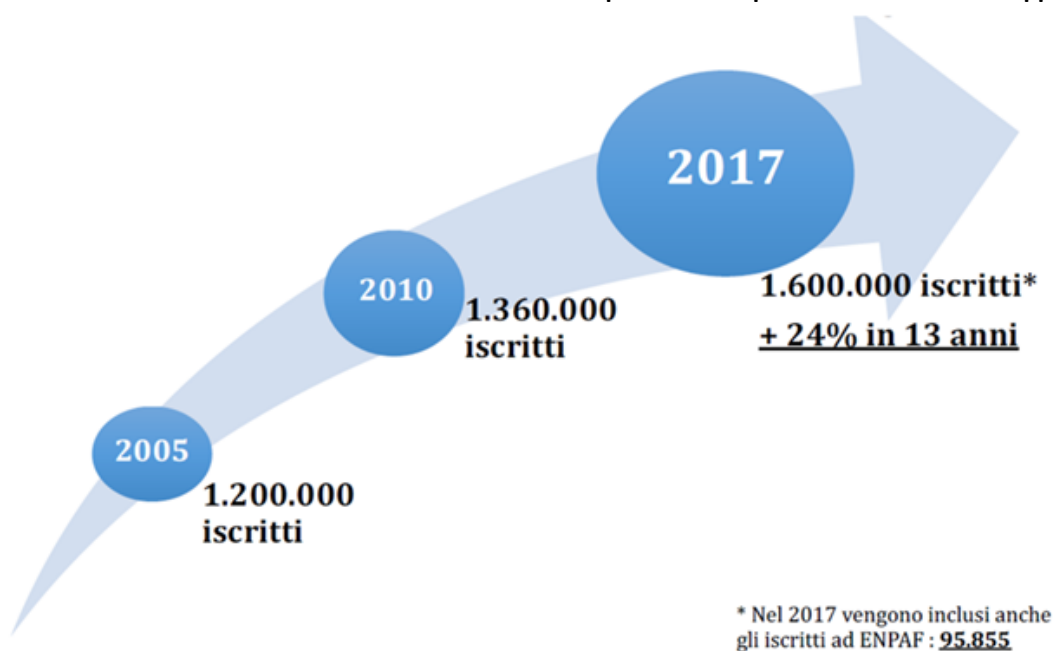 2017
1.600.000 iscritti*
+ 24% in 13 anni
2010
1.360.000
iscritti
2005
1.200.000
iscritti
* Nel 2017 vengono inclusi anche
gli iscritti ad ENPAF : 95.855